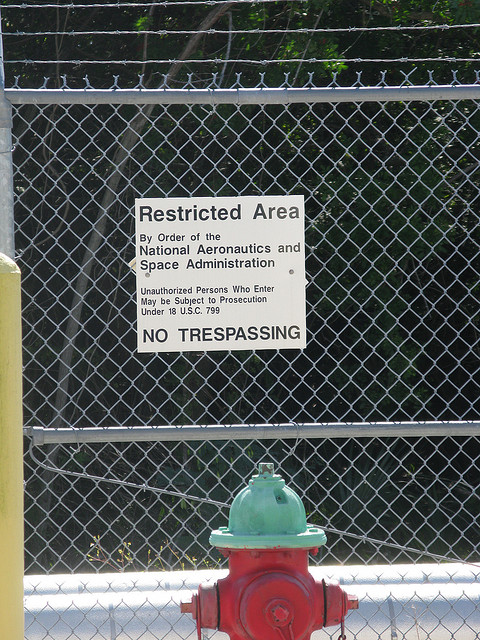 Restricted Area
By Order of the
National Aeronautics and
Space Administration
Unauthorized Persons Who Enter
May be Subject to Prosecution
Under 18 U.S.C. 799
NO TRESPASSING